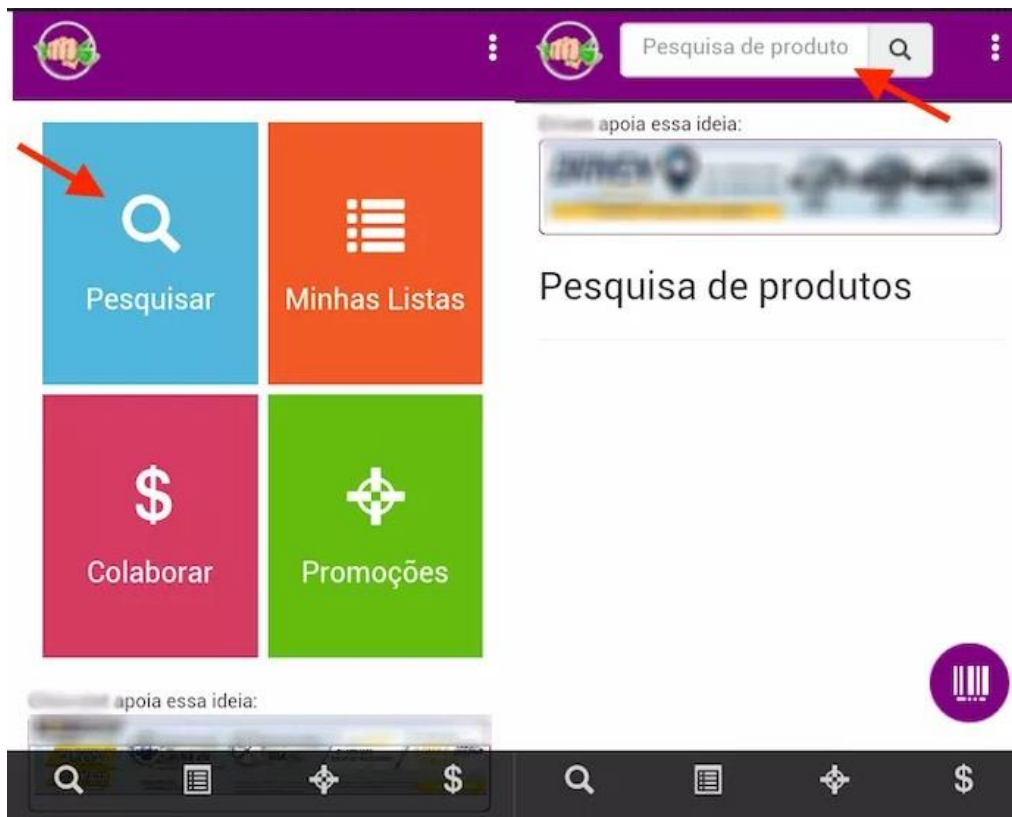 Pesquisar
Minhas Listas
$
Colaborar
Promoções
apoia essa ideia:
$
Pesquisa de produto
apoia essa ideia:
Pesquisa de produtos
$